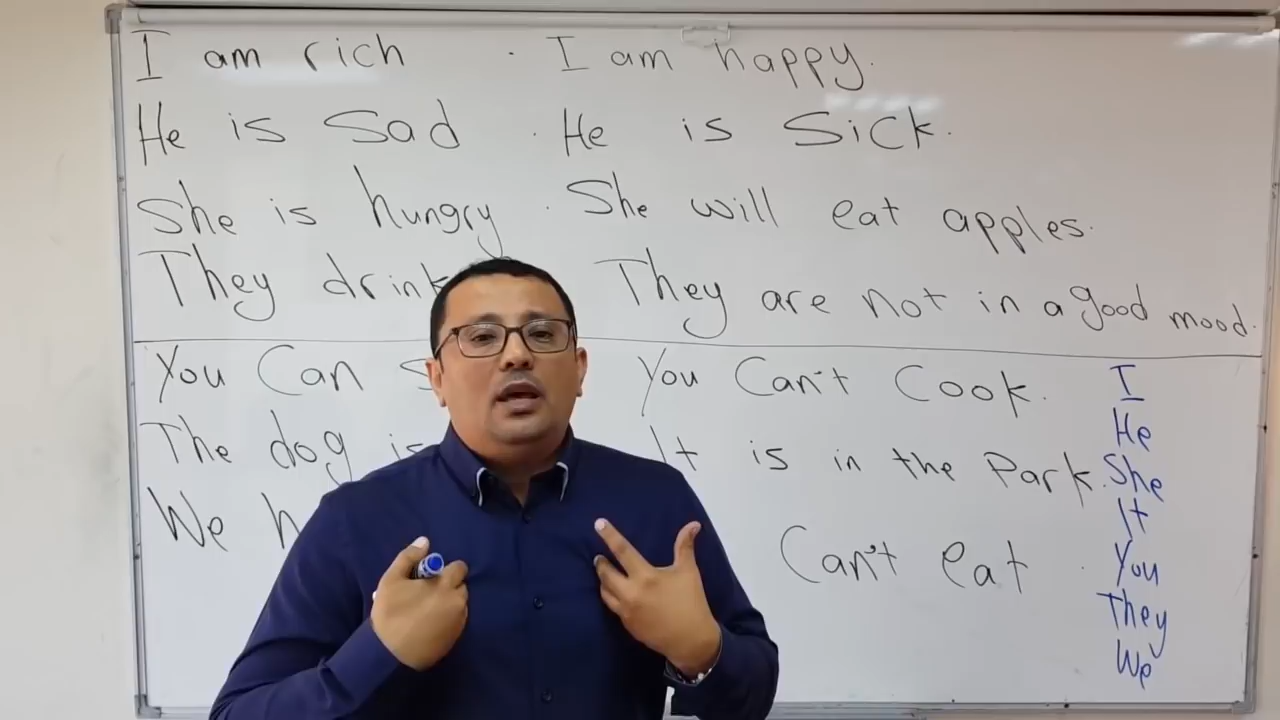 I am rich . I am happy.
He is Sad . He is Sick.
She is hungry . She will eat apples.
They drink They are not in a good mood.
You Can You Can't Cook.
The dog is It is in the Park.
We Can't eat .
I
He
She
It
You
They
We